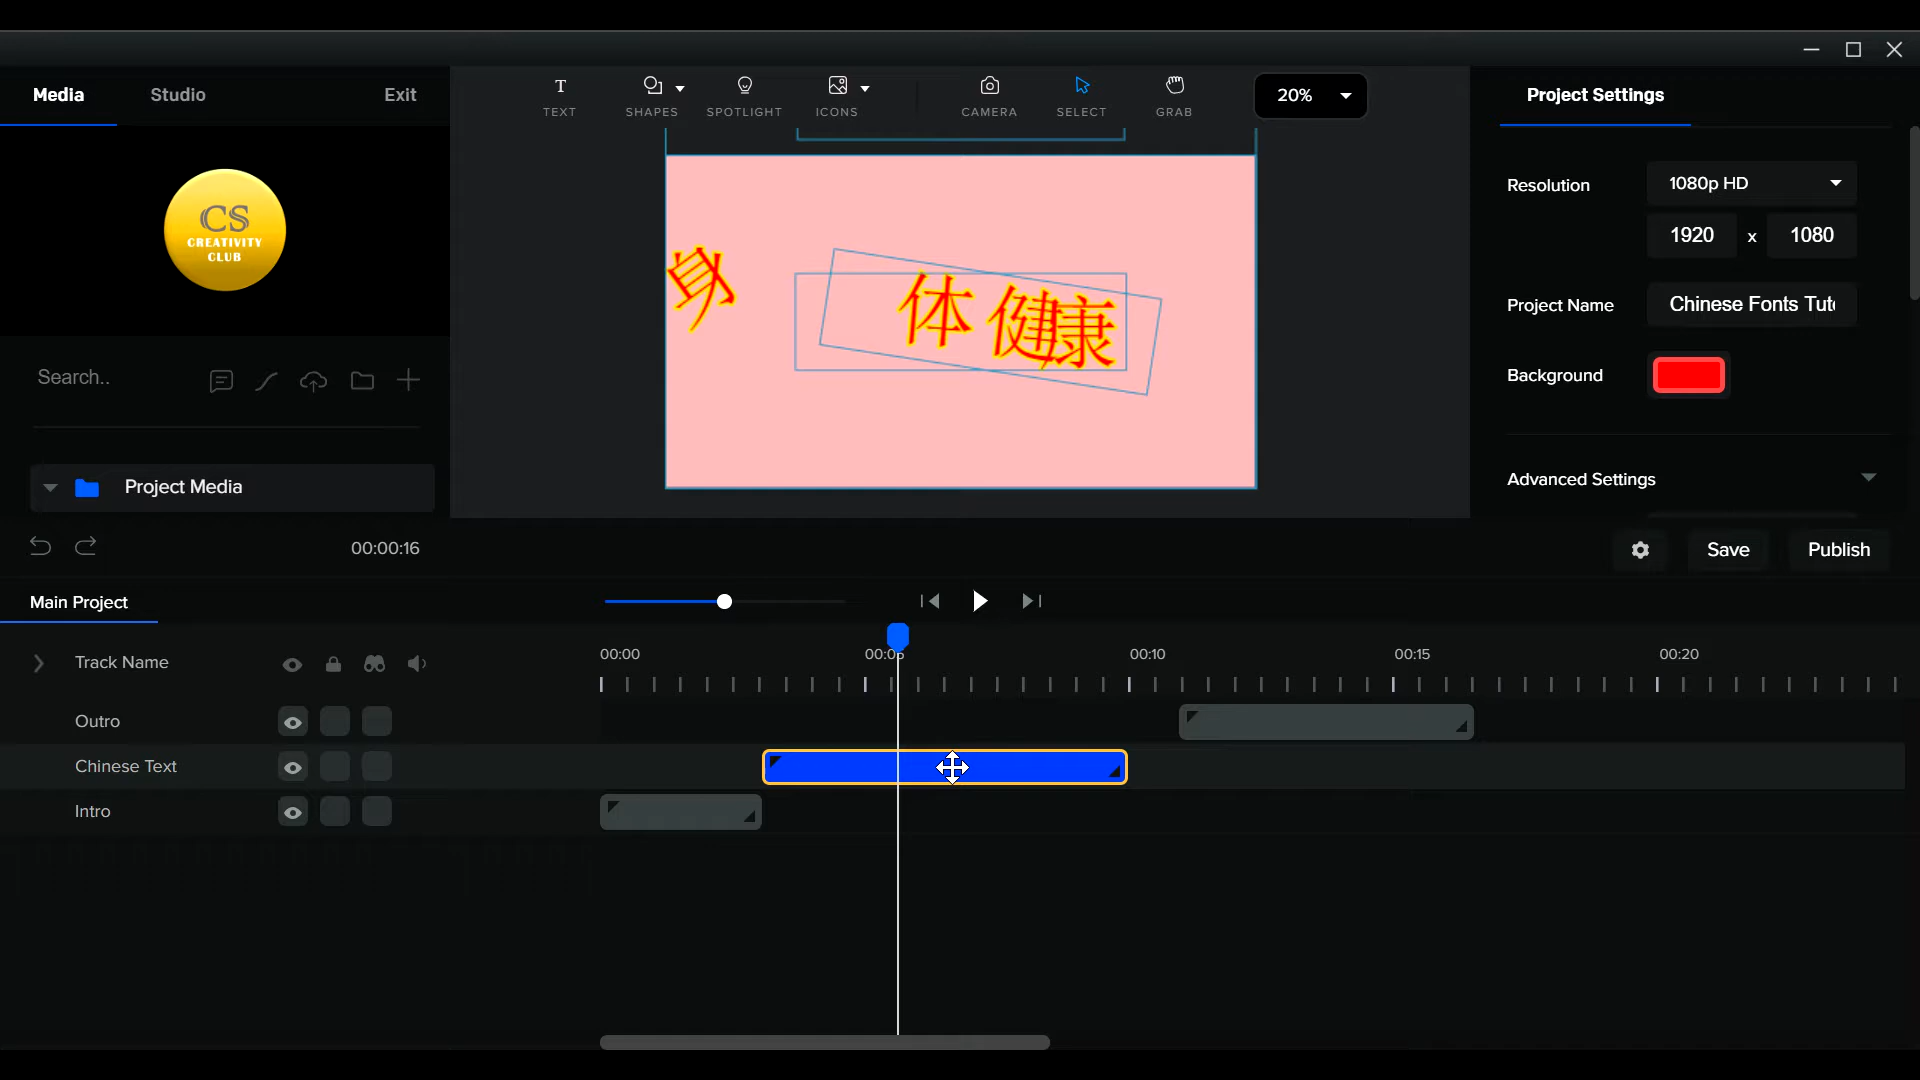 Media Studio Exit
TEXT SHAPES SPOTLIGHT ICONS CAMERA SELECT GRAB
20%
Project Settings
CS
CREATIVITY
CLUB
Resolution 1080p HD
1920 x 1080
Project Name Chinese Fonts Tut
Background
身体健康
Search..
Project Media
Advanced Settings
00:00:16
Save Publish
Main Project
Track Name
00:00 00:05 00:10 00:15 00:20
Outro
Chinese Text
Intro